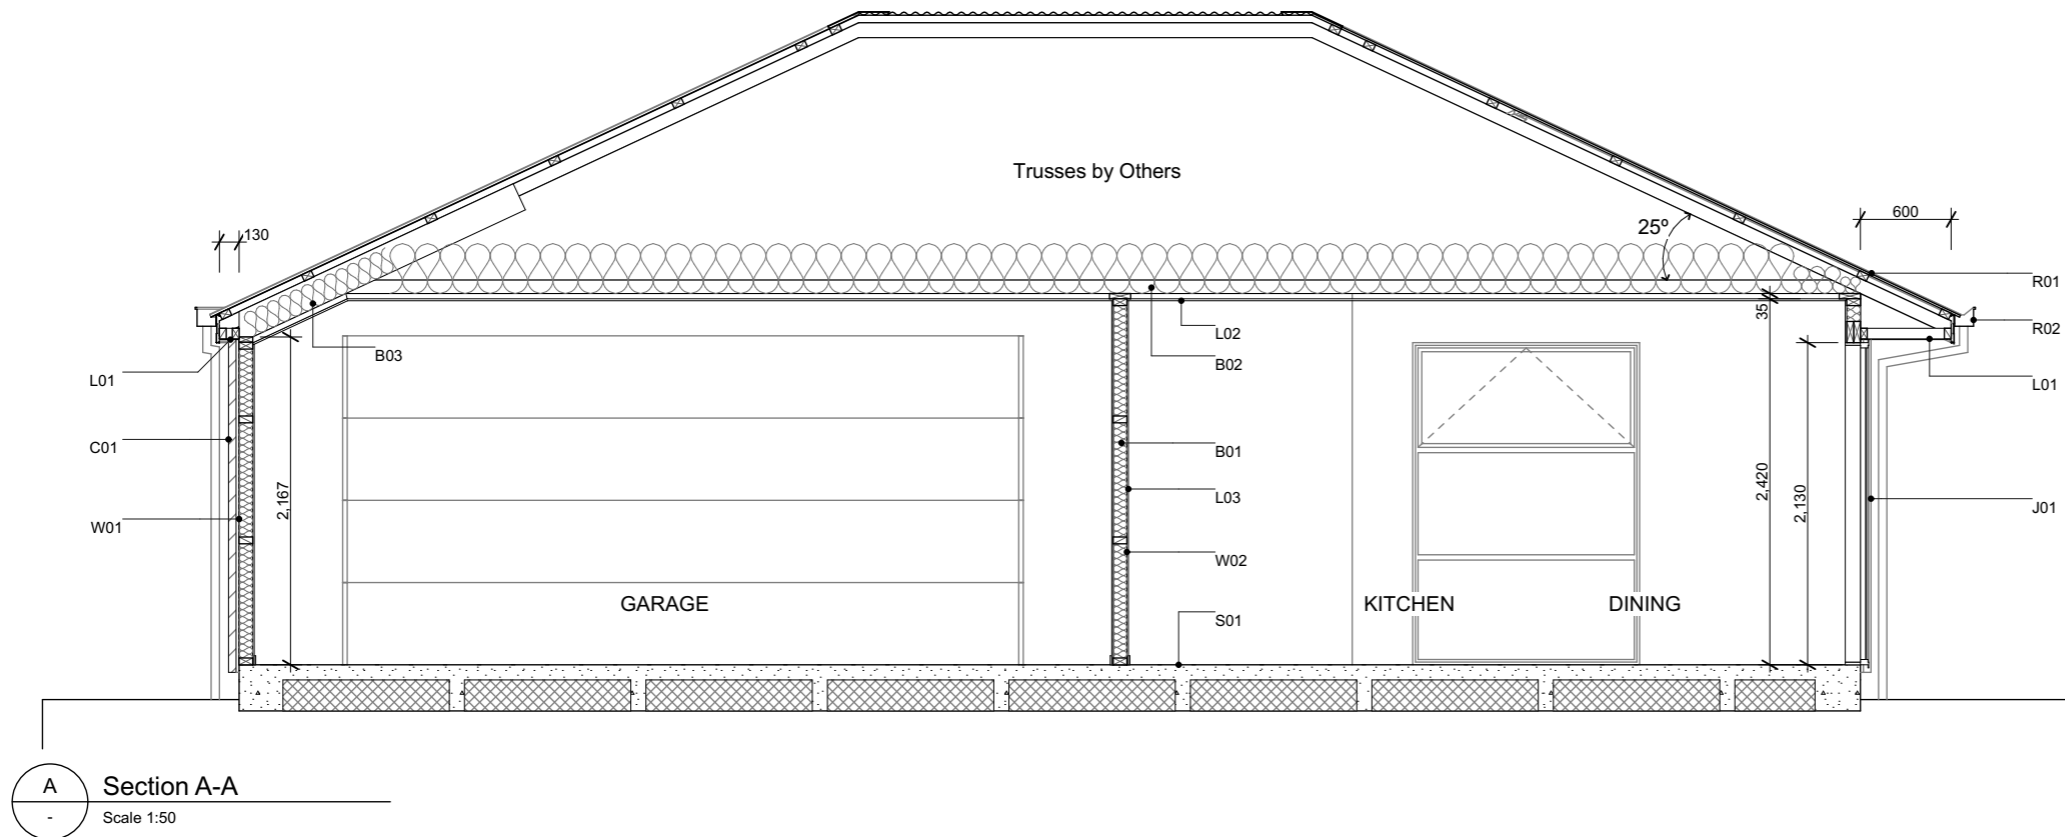 Trusses by Others
130
25º
600
R01
R02
L01
J01
B03
L01
C01
W01
2,167
L02
B02
B01
L03
W02
S01
35
2,420
2,130
GARAGE
KITCHEN
DINING
A
-
Section A-A
Scale 1:50